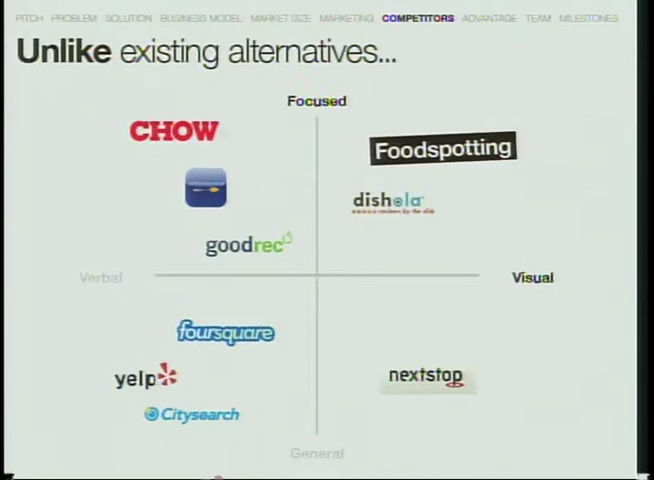 PITCH PROBLEM SOLUTION BUSINESS MODEL MARKET SIZE MARKETING COMPETITORS ADVANTAGE TEAM MILESTONES
Unlike existing alternatives...
Focused
CHOW
Foodspotting
dishola
goodrec
Verbal
Visual
foursquare
yelp
nextstop
Citysearch
General